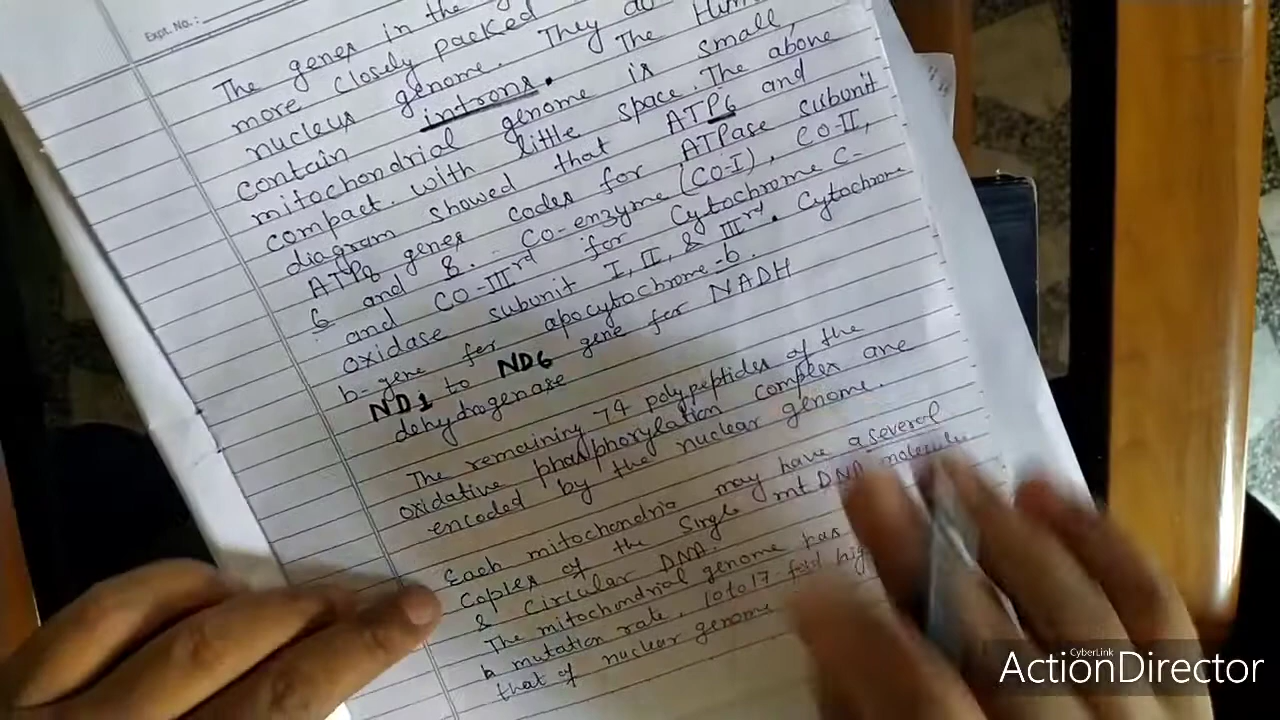 Expt. No.:
The genes in the
more closely packed
nucleus genome. They do
contain introns. The Hum
mitochondrial genome is small,
compact. with little space. The above
diagram showed that ATP6 and
ATP8 genes codes for ATPase subunit
6 and 8. Co-enzyme (CO-I), CO-II,
and CO-IIIrd for Cytochrome C-
oxidase subunit I, II, & IIIrd. Cytochrome
b-gene for apocytochrome-b.
ND1 to ND6 gene for NADH
dehydrogenase
The remaining 74 polypeptides of the
oxidative phosphorylation complex are
encoded by the nuclear genome.
Each mitochondria may have a several
Copies of the Single mt DNA molecule
& Circular DNA.
The mitochondrial genome has
mutation rate. 10 to 17-fold hig
that of nuclear genome
CyberLink
ActionDirector